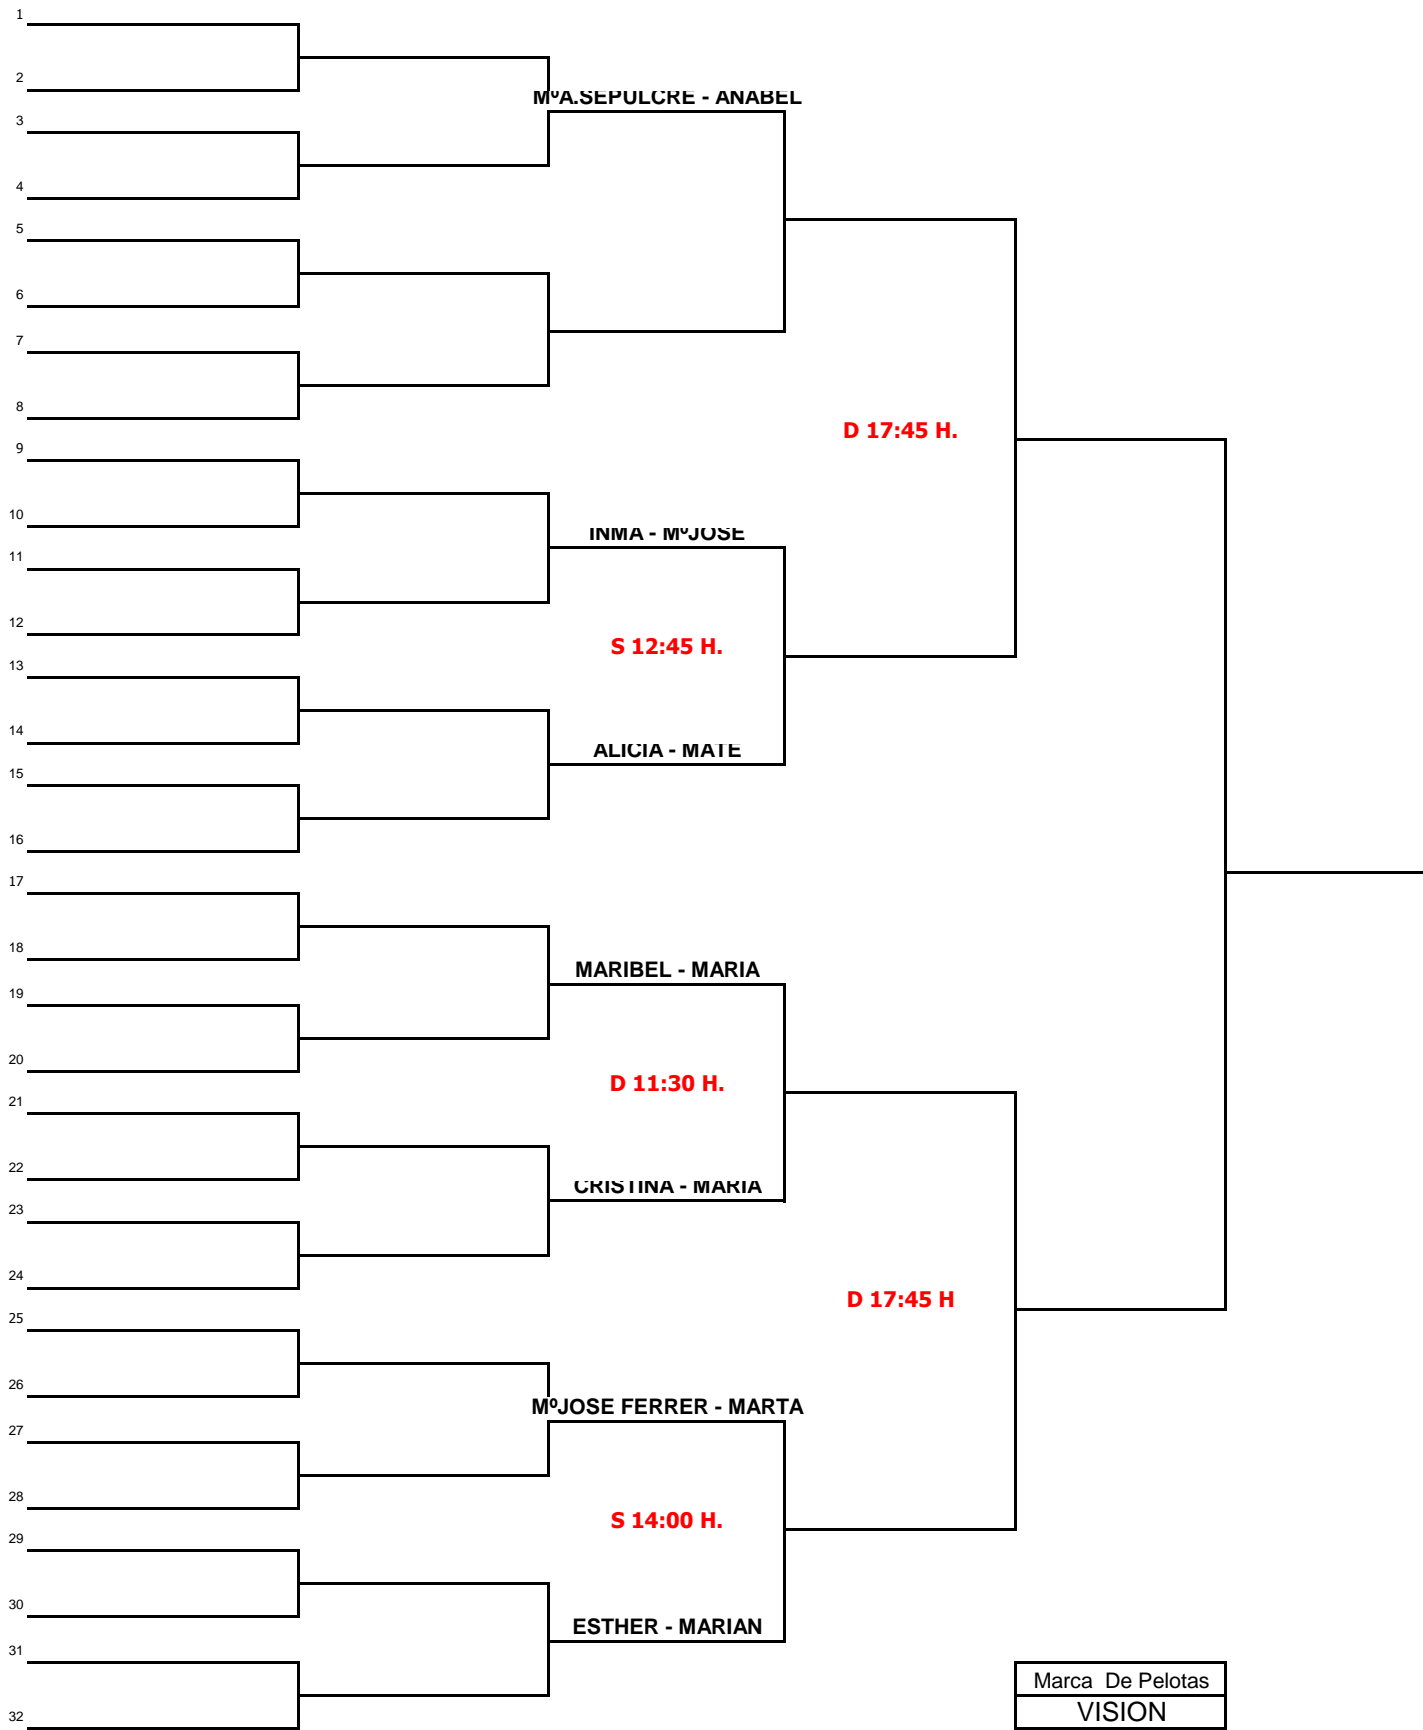 1
2
MºA.SEPULCRE - ANABEL
3
4
5
6
7
8
D 17:45 H.
9
10
INMA - MºJOSE
11
12
S 12:45 H.
13
14
ALICIA - MATE
15
16
17
18
MARIBEL - MARIA
19
20
D 11:30 H.
21
22
CRISTINA - MARIA
23
24
D 17:45 H
25
26
MºJOSE FERRER - MARTA
27
28
S 14:00 H.
29
30
ESTHER - MARIAN
31
32
Marca De Pelotas
VISION